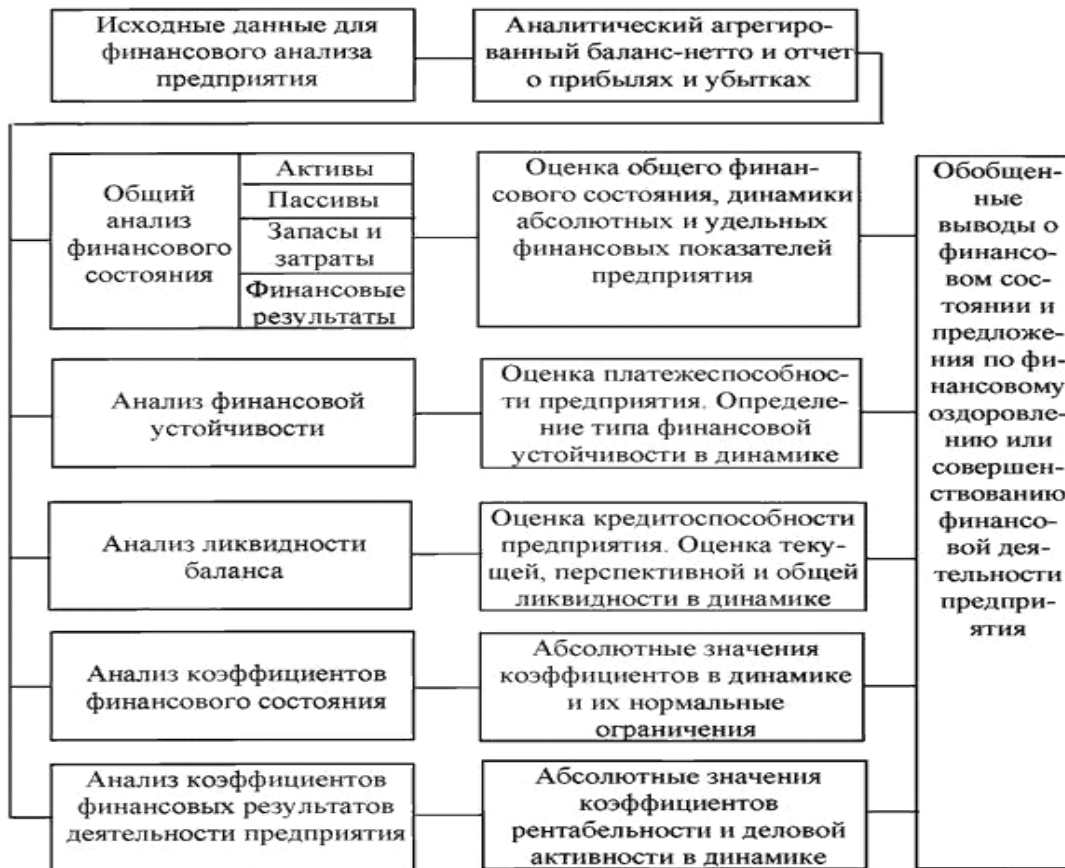 Исходные данные для
финансового анализа
предприятия
Аналитический агрегиро-
ванный баланс-нетто и отчет
о прибылях и убытках
Общий
анализ
финансового
состояния
Активы
Пассивы
Запасы и
затраты
Финансовые
результаты
Оценка общего финан-
сового состояния, динамики
абсолютных и удельных
финансовых показателей
предприятия
Анализ финансовой
устойчивости
Оценка платежеспособнос-
ти предприятия. Определе-
ние типа финансовой
устойчивости в динамике
Анализ ликвидности
баланса
Оценка кредитоспособности
предприятия. Оценка теку-
щей, перспективной и общей
ликвидности в динамике
Анализ коэффициентов
финансового состояния
Абсолютные значения
коэффициентов в динамике
и их нормальные
ограничения
Анализ коэффициентов
финансовых результатов
деятельности предприятия
Абсолютные значения
коэффициентов
рентабельности и деловой
активности в динамике
Обобщен-
ные
выводы о
финансо-
вом сос-
тоянии и
предложе-
ния по фи-
нансовому
оздоровле-
нию или
совершен-
ствованию
финансо-
вой дея-
тельности
предпри-
ятия